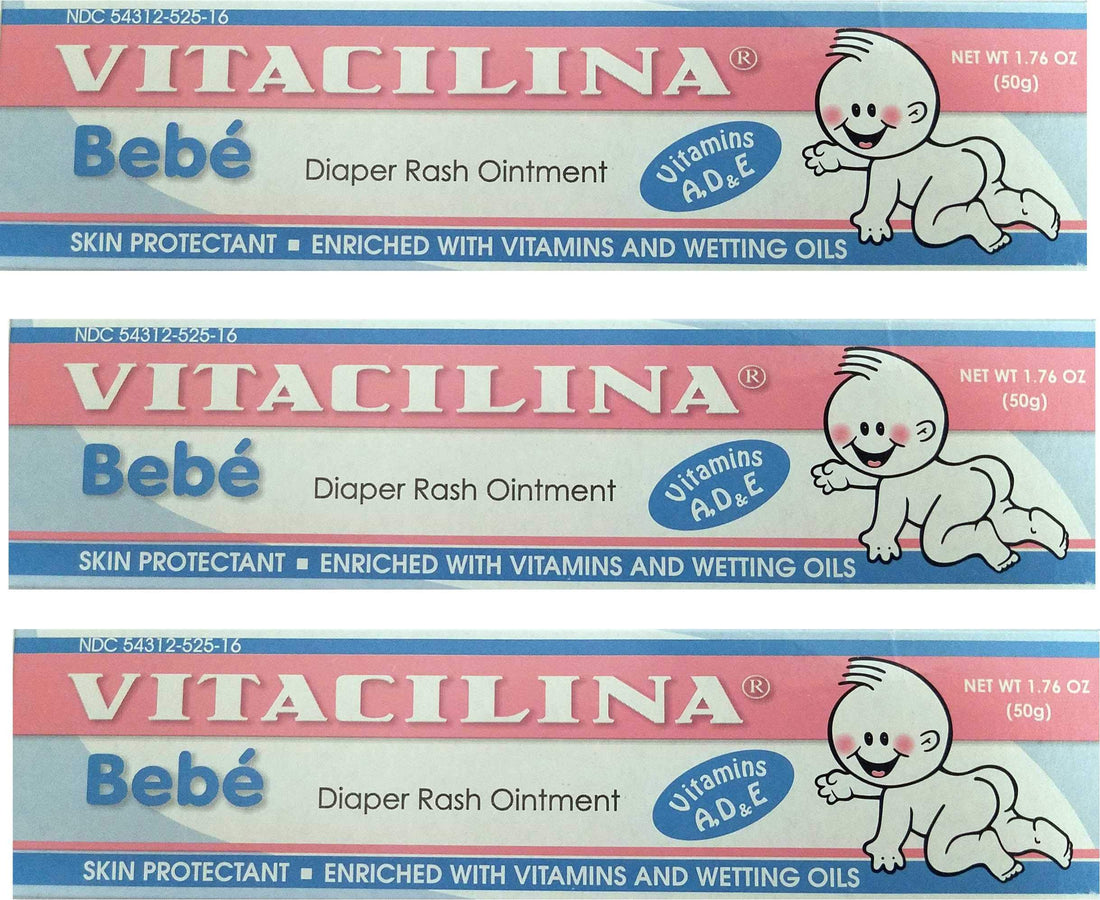 NDC 54312-525-16
VITACILINA®
NET WT 1.76 OZ
(50g)
Bebé
Diaper Rash Ointment
Vitamins
A,D & E
SKIN PROTECTANT ▪ ENRICHED WITH VITAMINS AND WETTING OILS
NDC 54312-525-16
VITACILINA®
NET WT 1.76 OZ
(50g)
Bebé
Diaper Rash Ointment
Vitamins
A,D & E
SKIN PROTECTANT ▪ ENRICHED WITH VITAMINS AND WETTING OILS
NDC 54312-525-16
VITACILINA®
NET WT 1.76 OZ
(50g)
Bebé
Diaper Rash Ointment
Vitamins
A,D & E
SKIN PROTECTANT ▪ ENRICHED WITH VITAMINS AND WETTING OILS